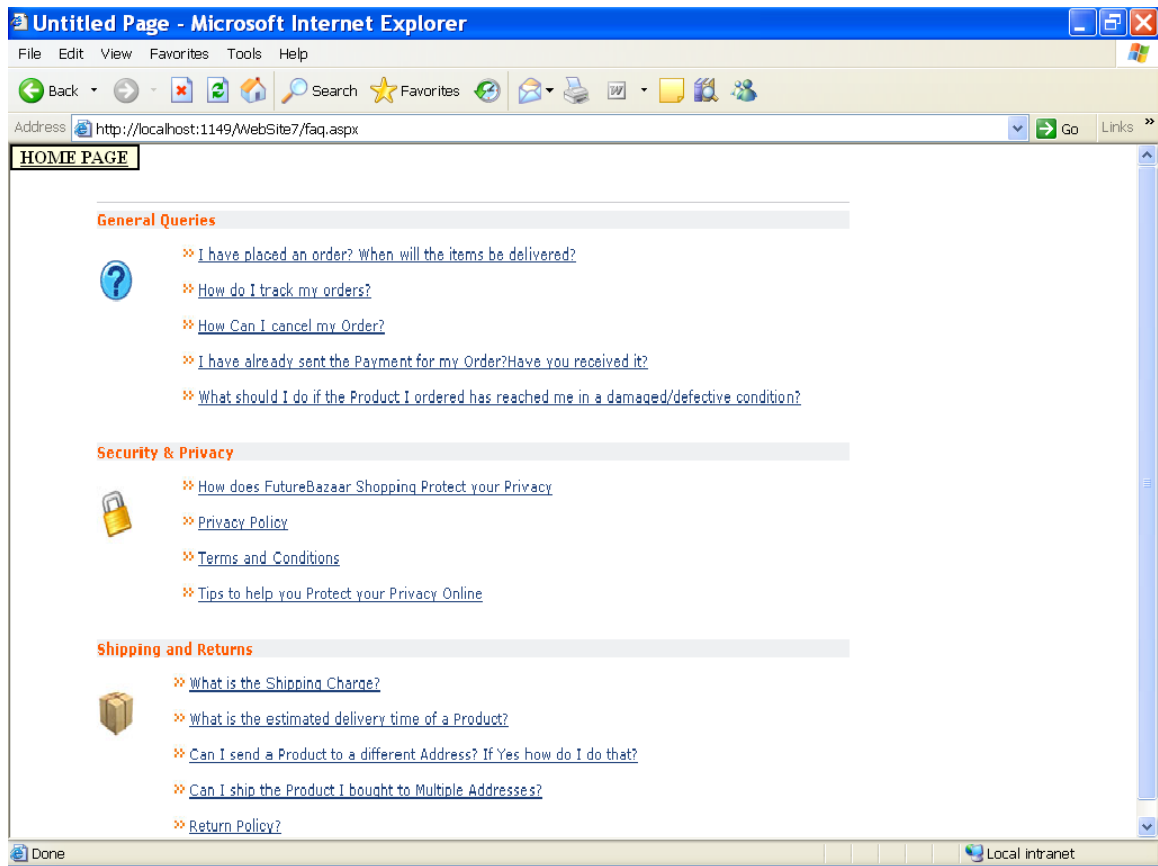 Untitled Page - Microsoft Internet Explorer
File Edit View Favorites Tools Help
Back Search Favorites
Address http://localhost:1149/WebSite7/faq.aspx Go Links »
HOME PAGE
General Queries
I have placed an order? When will the items be delivered?
How do I track my orders?
How Can I cancel my Order?
I have already sent the Payment for my Order?Have you received it?
What should I do if the Product I ordered has reached me in a damaged/defective condition?
Security & Privacy
How does FutureBazaar Shopping Protect your Privacy
Privacy Policy
Terms and Conditions
Tips to help you Protect your Privacy Online
Shipping and Returns
What is the Shipping Charge?
What is the estimated delivery time of a Product?
Can I send a Product to a different Address? If Yes how do I do that?
Can I ship the Product I bought to Multiple Addresses?
Return Policy?
Done Local intranet